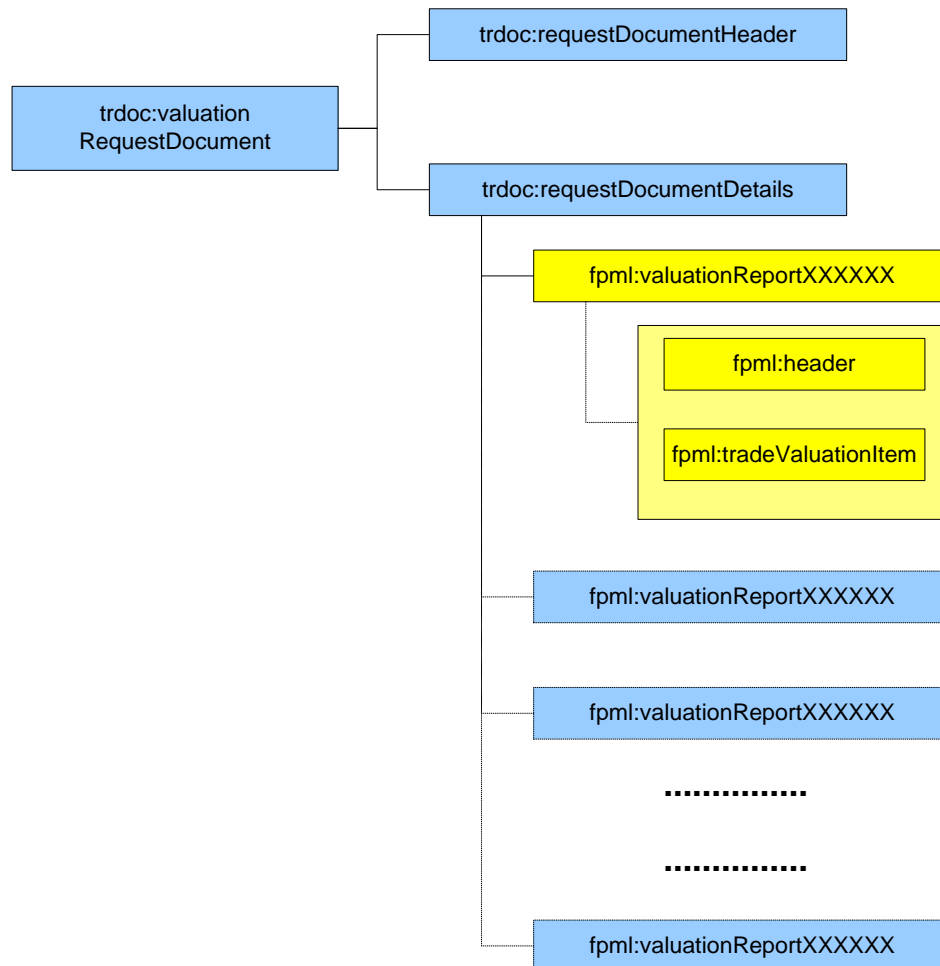 trdoc:requestDocumentHeader
trdoc:valuation
RequestDocument
trdoc:requestDocumentDetails
fpml:valuationReportXXXXXX
fpml:header
fpml:tradeValuationItem
fpml:valuationReportXXXXXX
fpml:valuationReportXXXXXX
...............
...............
fpml:valuationReportXXXXXX